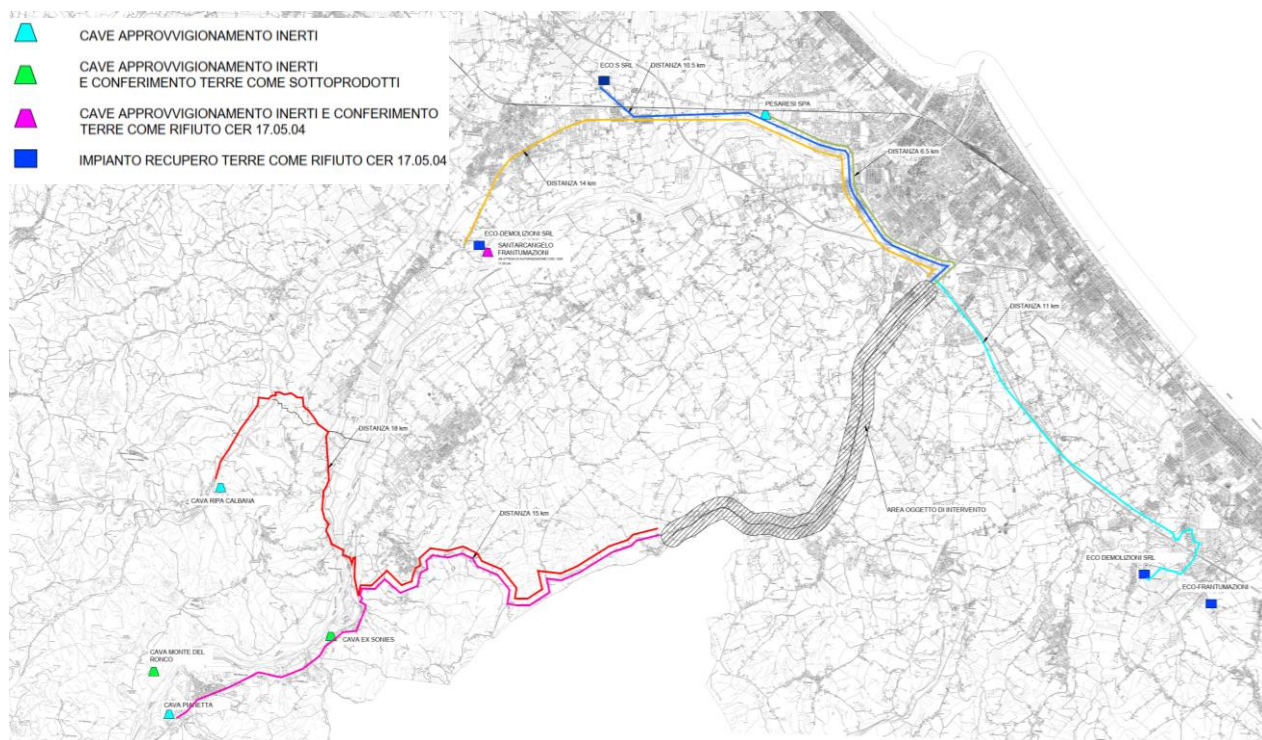 CAVE APPROVVIGIONAMENTO INERTI
CAVE APPROVVIGIONAMENTO INERTI
E CONFERIMENTO TERRE COME SOTTOPRODOTTI
CAVE APPROVVIGIONAMENTO INERTI E CONFERIMENTO
TERRE COME RIFIUTO CER 17.05.04
IMPIANTO RECUPERO TERRE COME RIFIUTO CER 17.05.04
ECO.S SRL
DISTANZA 10.5 km
PESARESI SPA
DISTANZA 6.5 km
DISTANZA 14 km
ECO-DEMOLIZIONI SRL
SANTARCANGELO
FRANTUMAZIONI
DISTANZA 11 km
DISTANZA 18 km
CAVA RIPA CALBANA
DISTANZA 15 km
AREA OGGETTO DI INTERVENTO
ECO DEMOLIZIONI SRL
ECO-FRANTUMAZIONI
CAVA EX SONIES
CAVA MONTE DEL
RONCO
CAVA PIANETTA